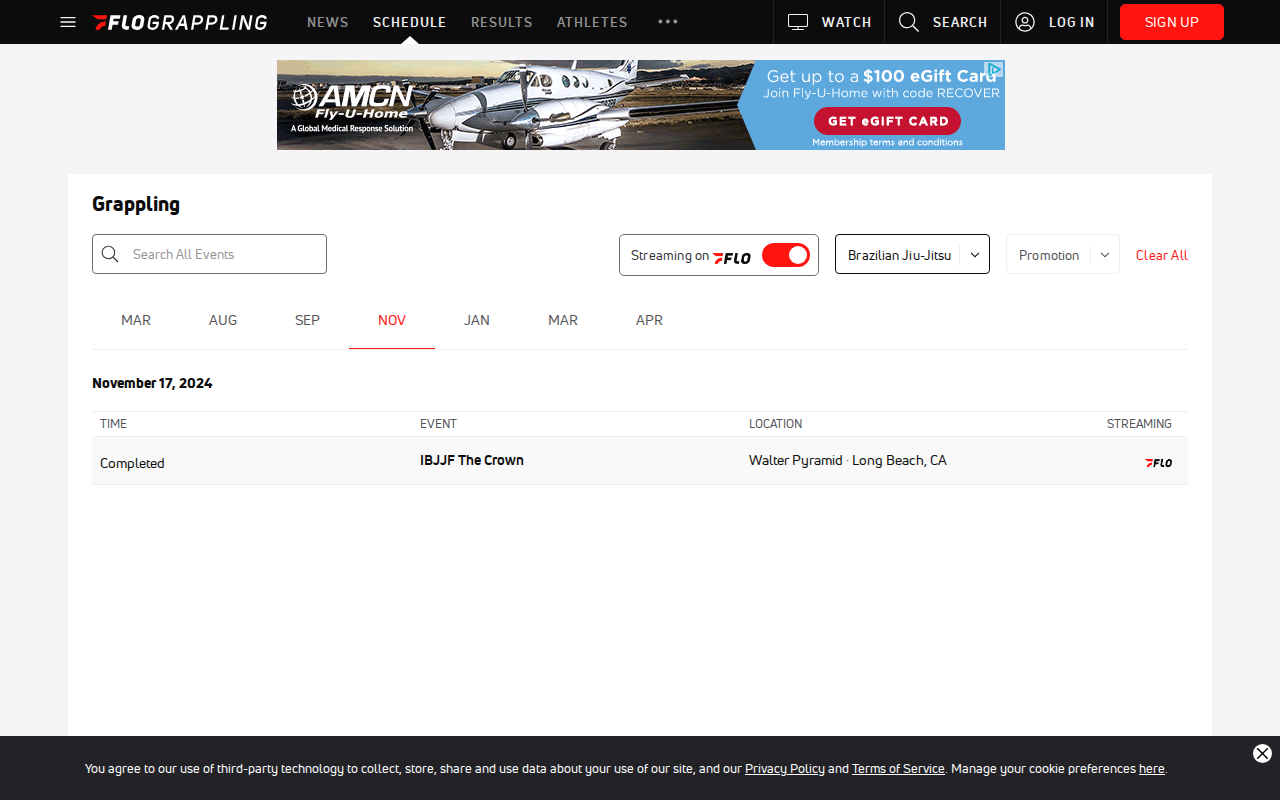 FLOGRAPPLING NEWS SCHEDULE RESULTS ATHLETES WATCH SEARCH LOG IN SIGN UP
AMCN
Fly-U-Home
A Global Medical Response Solution
Get up to a $100 eGift Card
Join Fly-U-Home with code RECOVER
GET eGIFT CARD
Membership terms and conditions
Grappling
Search All Events Streaming on FLO Brazilian Jiu-Jitsu Promotion Clear All
MAR AUG SEP NOV JAN MAR APR
November 17, 2024
TIME EVENT LOCATION STREAMING
Completed IBJJF The Crown Walter Pyramid · Long Beach, CA FLO
You agree to our use of third-party technology to collect, store, share and use data about your use of our site, and our Privacy Policy and Terms of Service. Manage your cookie preferences here.